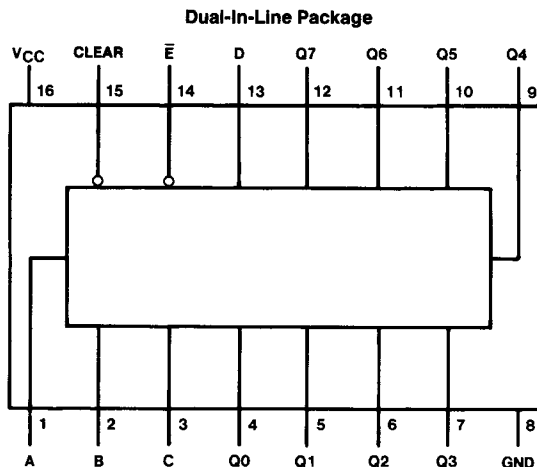 Dual-In-Line Package
VCC CLEAR E̅ D Q7 Q6 Q5 Q4
16 15 14 13 12 11 10 9
1 2 3 4 5 6 7 8
A B C Q0 Q1 Q2 Q3 GND